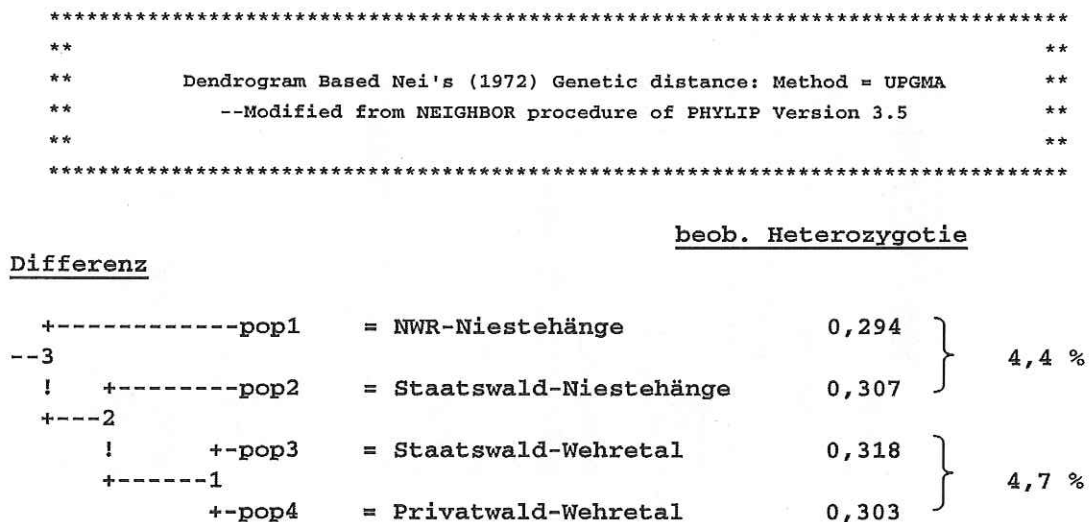 ***********************************************************************************
** **
** Dendrogram Based Nei's (1972) Genetic distance: Method = UPGMA **
** --Modified from NEIGHBOR procedure of PHYLIP Version 3.5 **
** **
***********************************************************************************
beob. Heterozygotie
Differenz
+-------------pop1 = NWR-Niestehänge 0,294
--3 4,4 %
! +--------pop2 = Staatswald-Niestehänge 0,307
+---2
! +-pop3 = Staatswald-Wehretal 0,318
+------1 4,7 %
+-pop4 = Privatwald-Wehretal 0,303